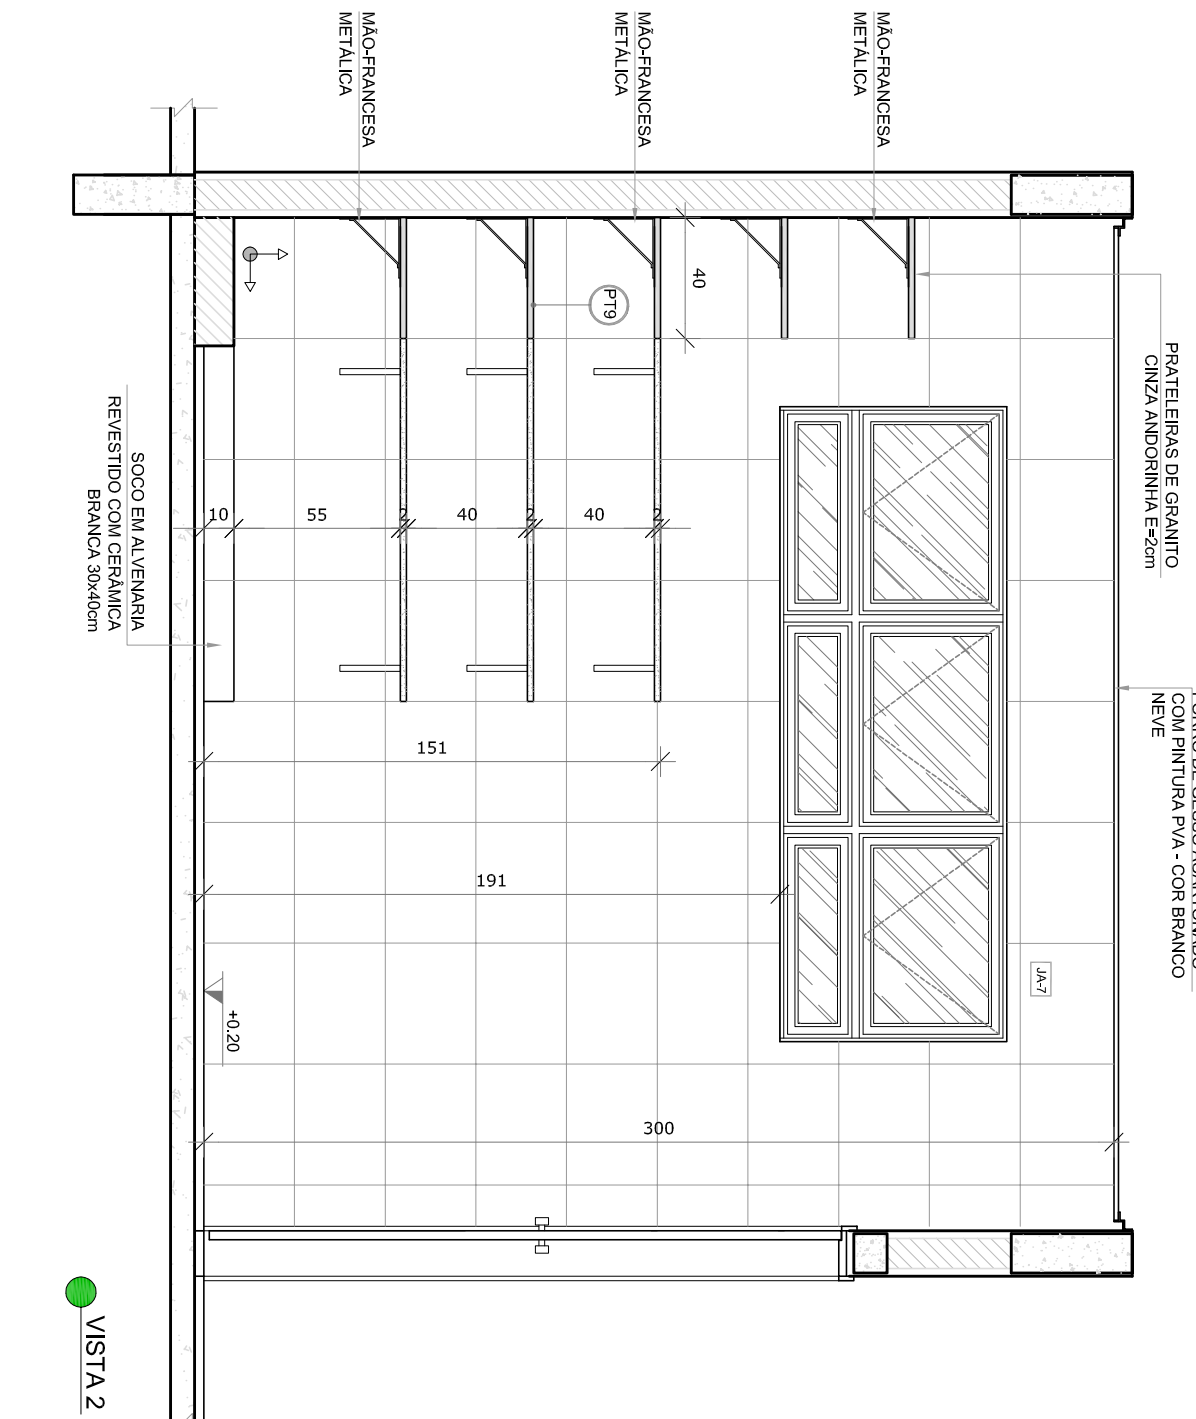 MÃO-FRANCESA
METÁLICA
MÃO-FRANCESA
METÁLICA
MÃO-FRANCESA
METÁLICA
PRATELEIRAS DE GRANITO
CINZA ANDORINHA E=2cm
40
PT9
SOCO EM ALVENARIA
REVESTIDO COM CERÂMICA
BRANCA 30x40cm
10
55
2
40
2
40
2
COM PINTURA PVA - COR BRANCO
NEVE
151
191
JA-7
+0.20
300
VISTA 2